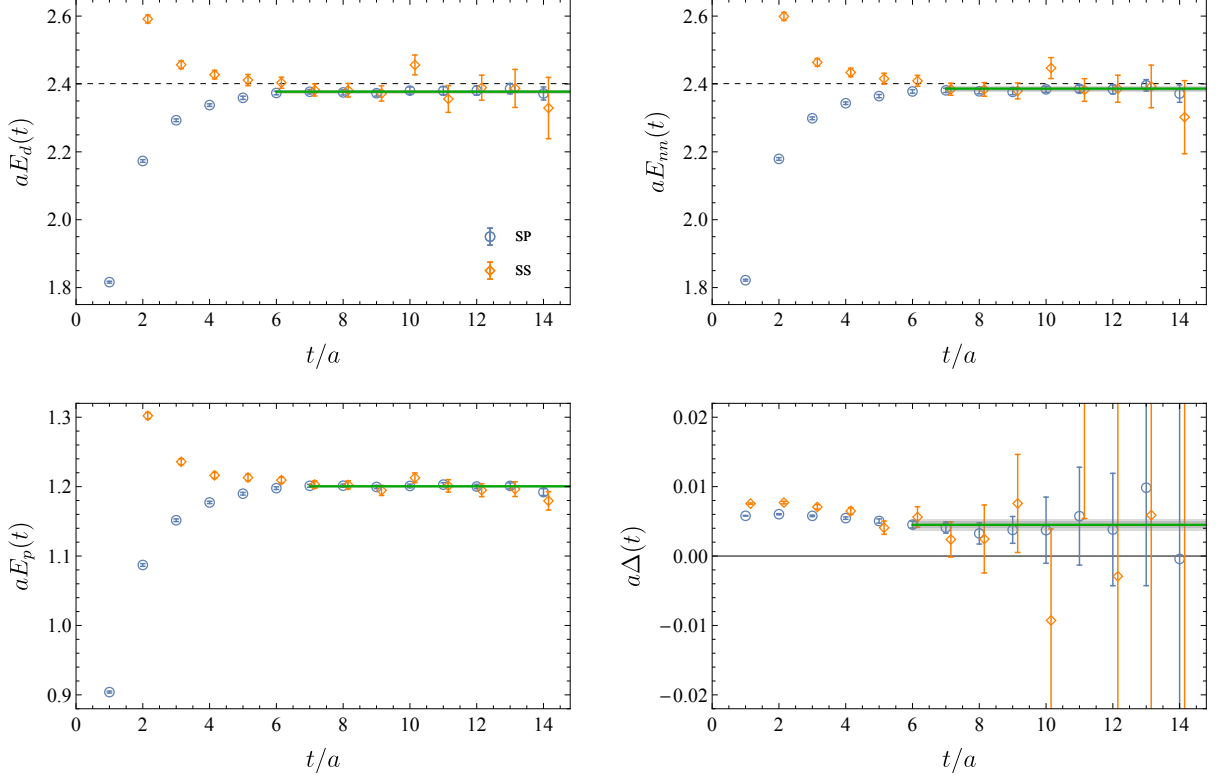 2.6 2.4 2.2 2.0 1.8
aE_d(t)
SP
SS
0 2 4 6 8 10 12 14
t/a
2.6 2.4 2.2 2.0 1.8
aE_{nn}(t)
0 2 4 6 8 10 12 14
t/a
1.3 1.2 1.1 1.0 0.9
aE_p(t)
0 2 4 6 8 10 12 14
t/a
0.02 0.01 0.00 −0.01 −0.02
aΔ(t)
0 2 4 6 8 10 12 14
t/a